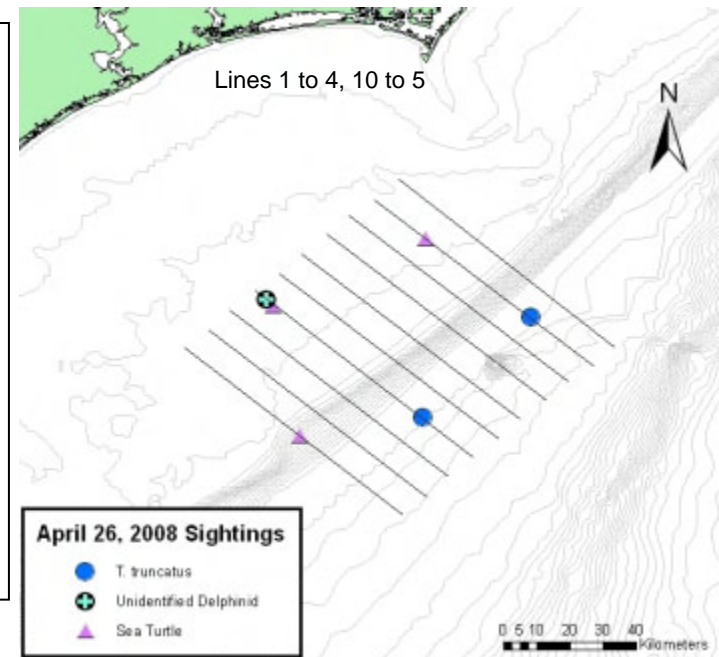 Lines 1 to 4, 10 to 5
N
April 26, 2008 Sightings
T. truncatus
Unidentified Delphinid
Sea Turtle
0 5 10 20 30 40
Kilometers